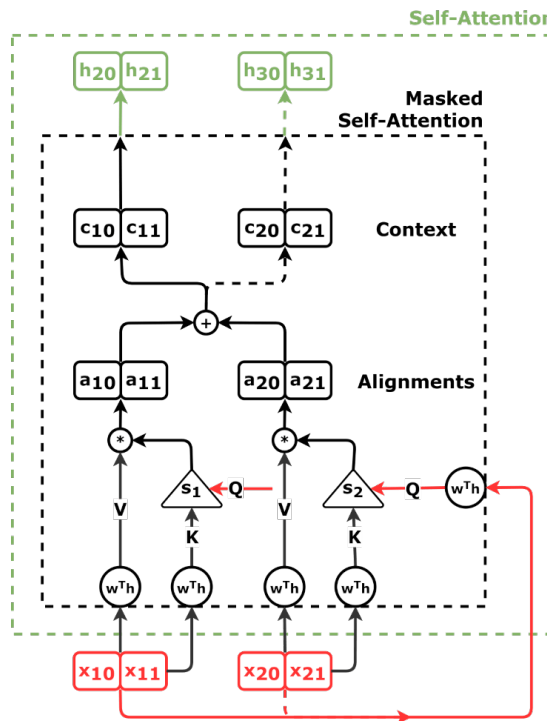 Self-Attention
h20 h21 h30 h31
Masked
Self-Attention
c10 c11 c20 c21 Context
+
a10 a11 a20 a21 Alignments
* *
s1 Q s2 Q wTh
V V
K K
wTh wTh wTh wTh
x10 x11 x20 x21